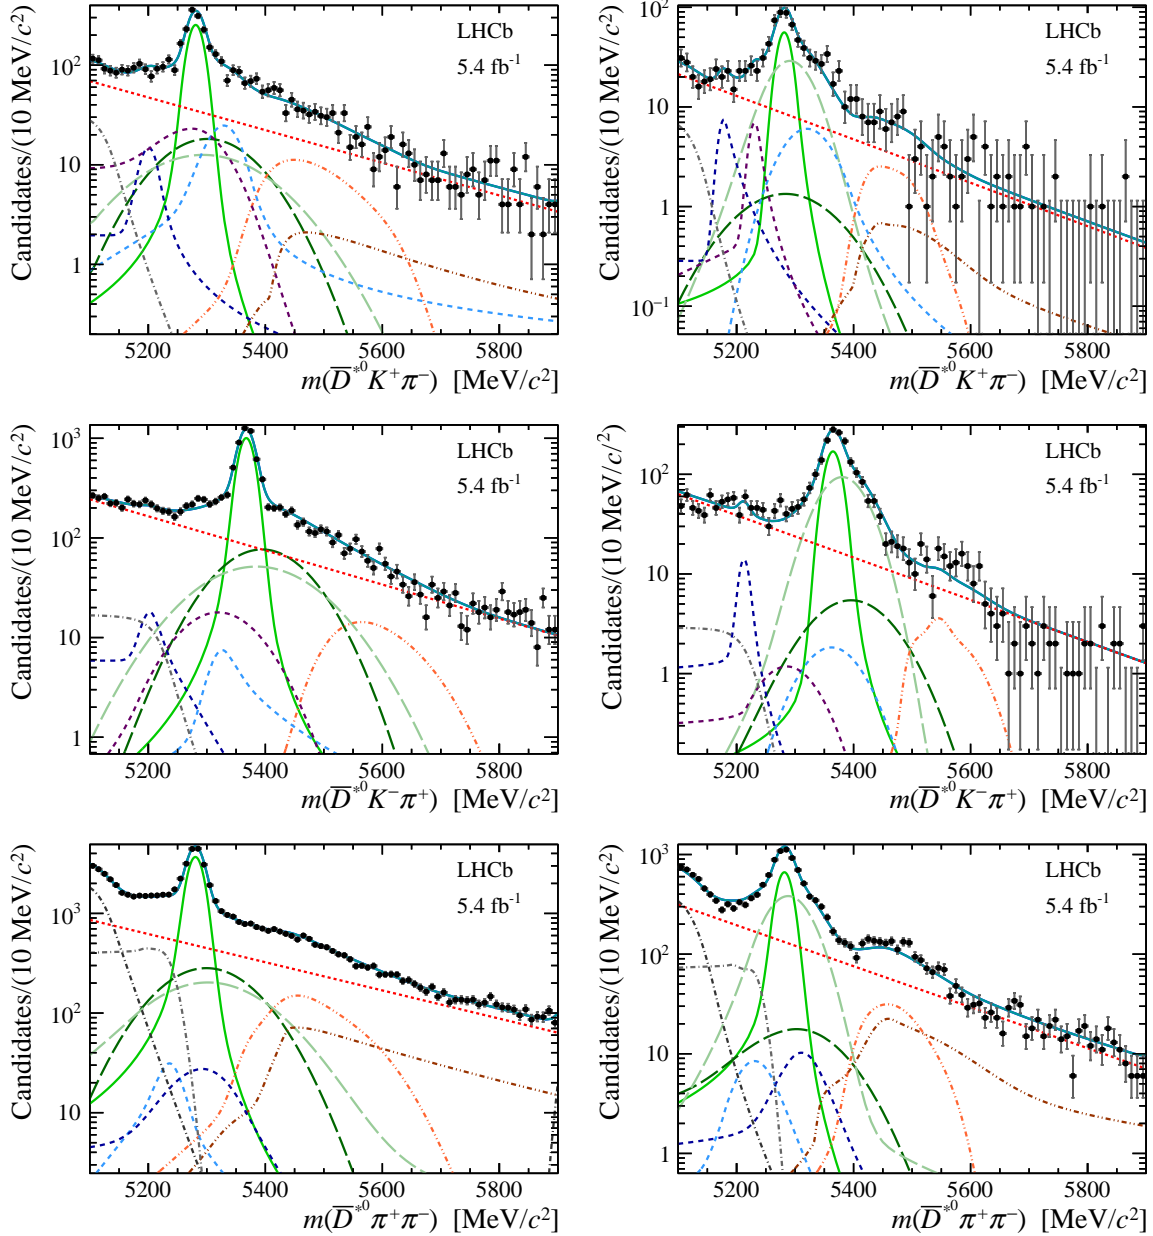 Candidates/(10 MeV/c²)
10²
10
1
LHCb
5.4 fb⁻¹
5200 5400 5600 5800
m(D̅*⁰K⁺π⁻) [MeV/c²]
Candidates/(10 MeV/c²)
10²
10
1
10⁻¹
LHCb
5.4 fb⁻¹
5200 5400 5600 5800
m(D̅*⁰K⁺π⁻) [MeV/c²]
Candidates/(10 MeV/c²)
10³
10²
10
1
LHCb
5.4 fb⁻¹
5200 5400 5600 5800
m(D̅*⁰K⁻π⁺) [MeV/c²]
Candidates/(10 MeV/c/²)
10²
10
1
LHCb
5.4 fb⁻¹
5200 5400 5600 5800
m(D̅*⁰K⁻π⁺) [MeV/c²]
Candidates/(10 MeV/c²)
10³
10²
10
LHCb
5.4 fb⁻¹
5200 5400 5600 5800
m(D̅*⁰π⁺π⁻) [MeV/c²]
Candidates/(10 MeV/c²)
10³
10²
10
1
LHCb
5.4 fb⁻¹
5200 5400 5600 5800
m(D̅*⁰π⁺π⁻) [MeV/c²]